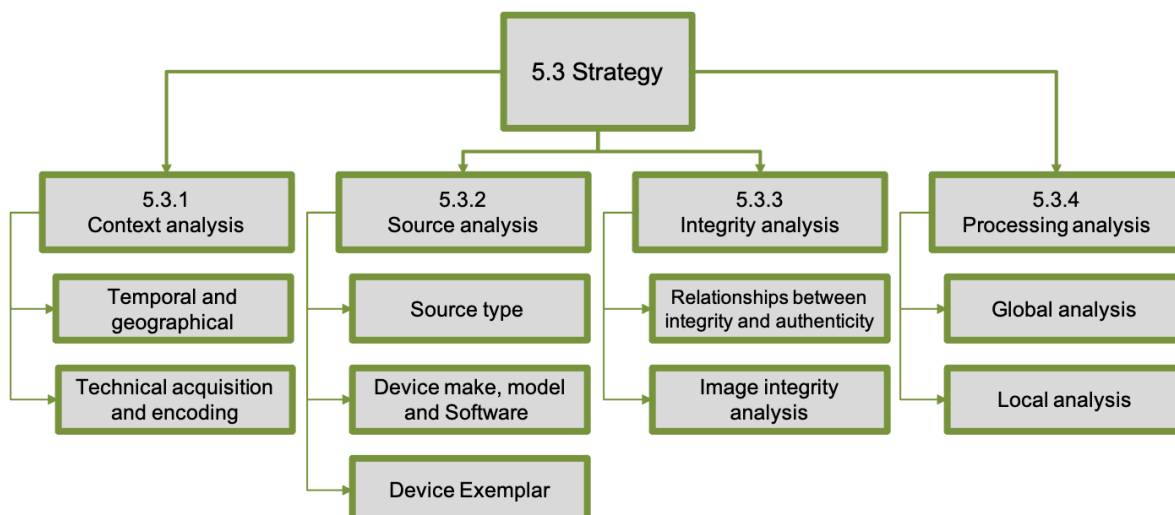 5.3 Strategy
5.3.1
Context analysis
Temporal and
geographical
Technical acquisition
and encoding
5.3.2
Source analysis
Source type
Device make, model
and Software
Device Exemplar
5.3.3
Integrity analysis
Relationships between
integrity and authenticity
Image integrity
analysis
5.3.4
Processing analysis
Global analysis
Local analysis